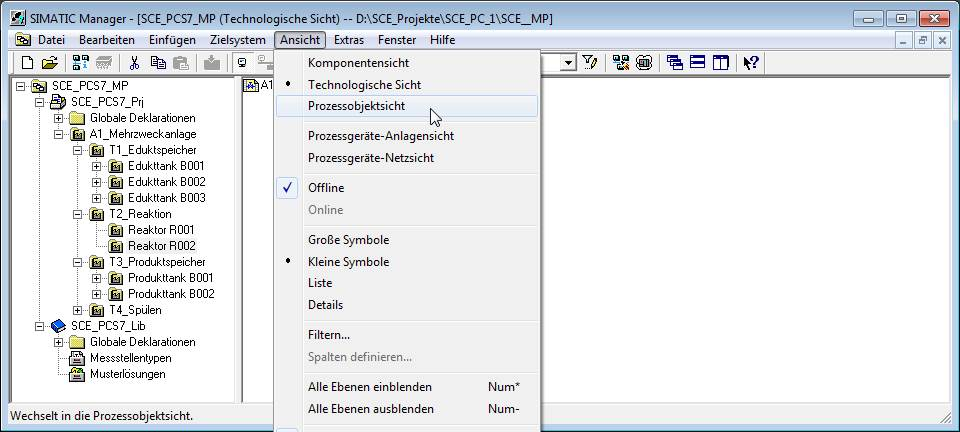 SIMATIC Manager - [SCE_PCS7_MP (Technologische Sicht) -- D:\SCE_Projekte\SCE_PC_1\SCE__MP]
Datei Bearbeiten Einfügen Zielsystem Ansicht Extras Fenster Hilfe
SCE_PCS7_MP
SCE_PCS7_Prj
Globale Deklarationen
A1_Mehrzweckanlage
T1_Eduktspeicher
Edukttank B001
Edukttank B002
Edukttank B003
T2_Reaktion
Reaktor R001
Reaktor R002
T3_Produktspeicher
Produkttank B001
Produkttank B002
T4_Spülen
SCE_PCS7_Lib
Globale Deklarationen
Messstellentypen
Musterlösungen
A1
Komponentensicht
Technologische Sicht
Prozessobjektsicht
Prozessgeräte-Anlagensicht
Prozessgeräte-Netzsicht
Offline
Online
Große Symbole
Kleine Symbole
Liste
Details
Filtern...
Spalten definieren...
Alle Ebenen einblenden Num*
Alle Ebenen ausblenden Num-
Wechselt in die Prozessobjektsicht.